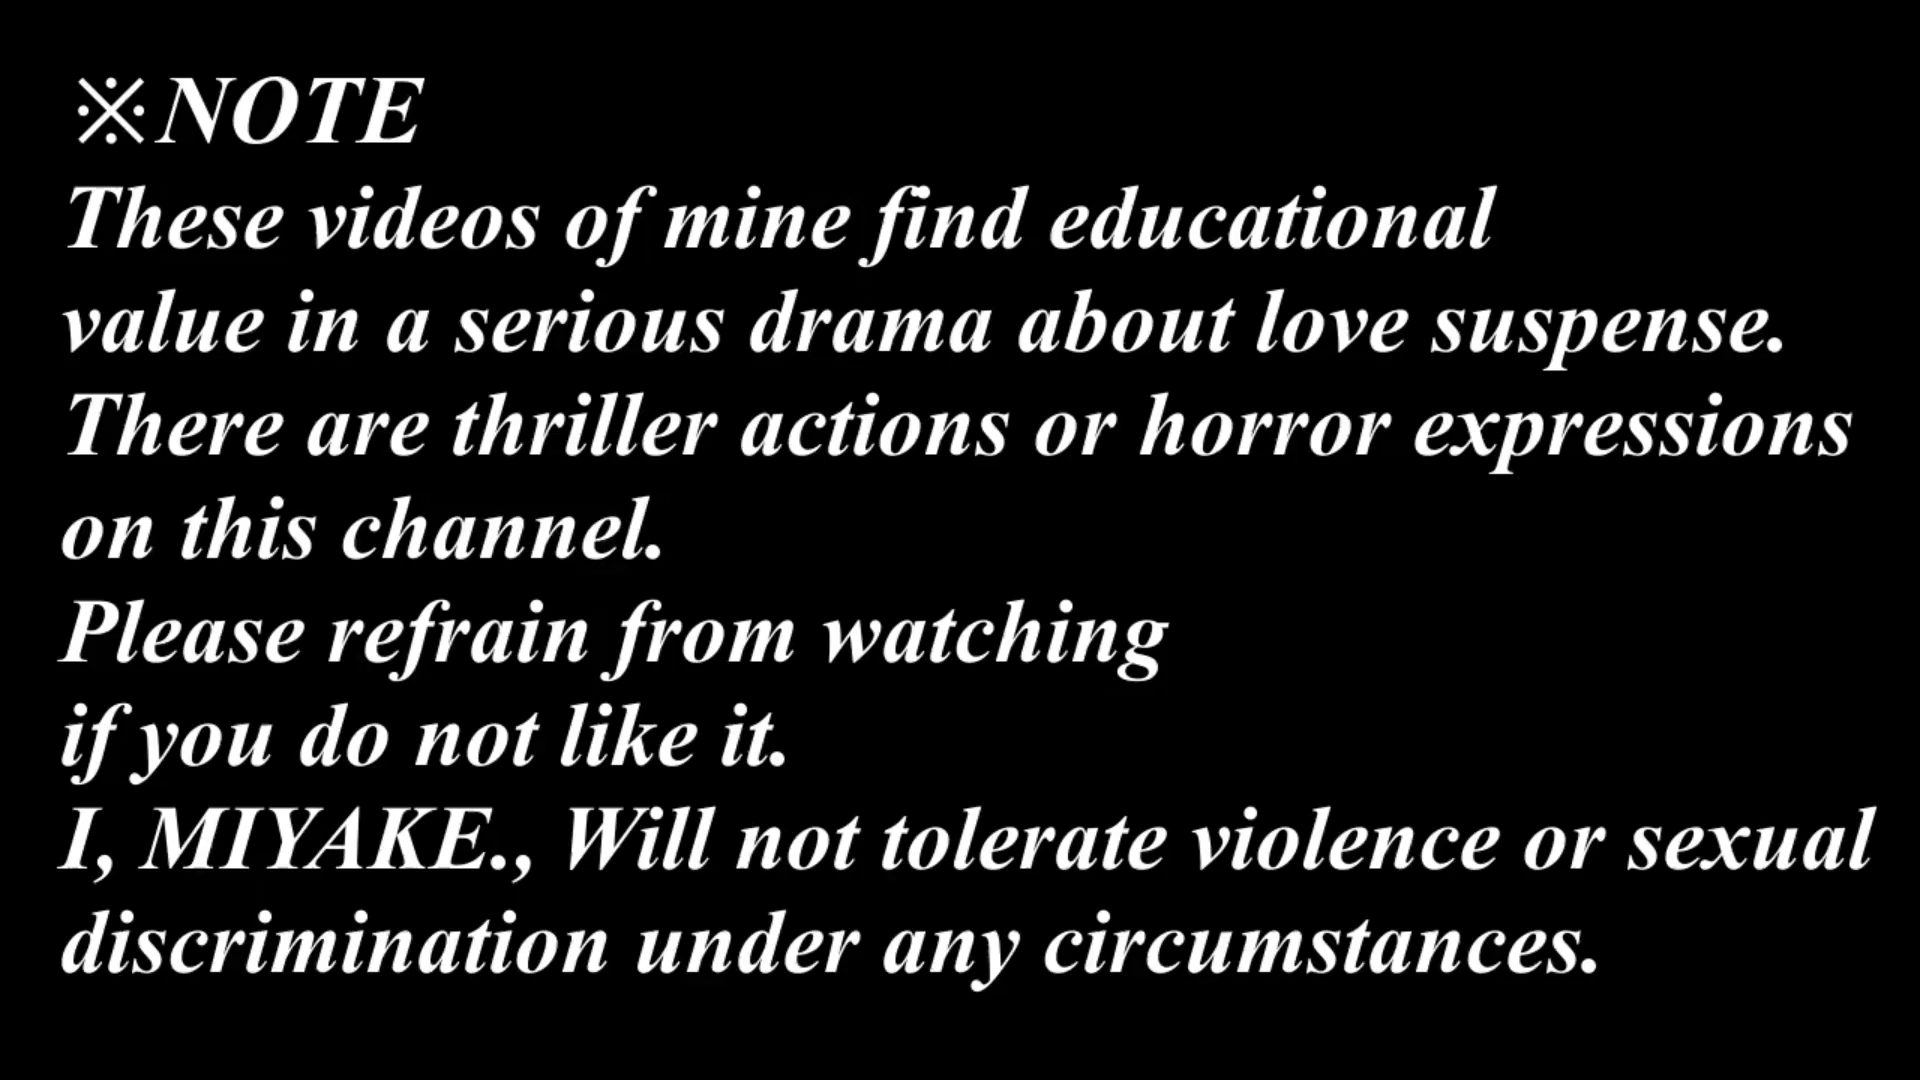 ※NOTE
These videos of mine find educational
value in a serious drama about love suspense.
There are thriller actions or horror expressions
on this channel.
Please refrain from watching
if you do not like it.
I, MIYAKE., Will not tolerate violence or sexual
discrimination under any circumstances.